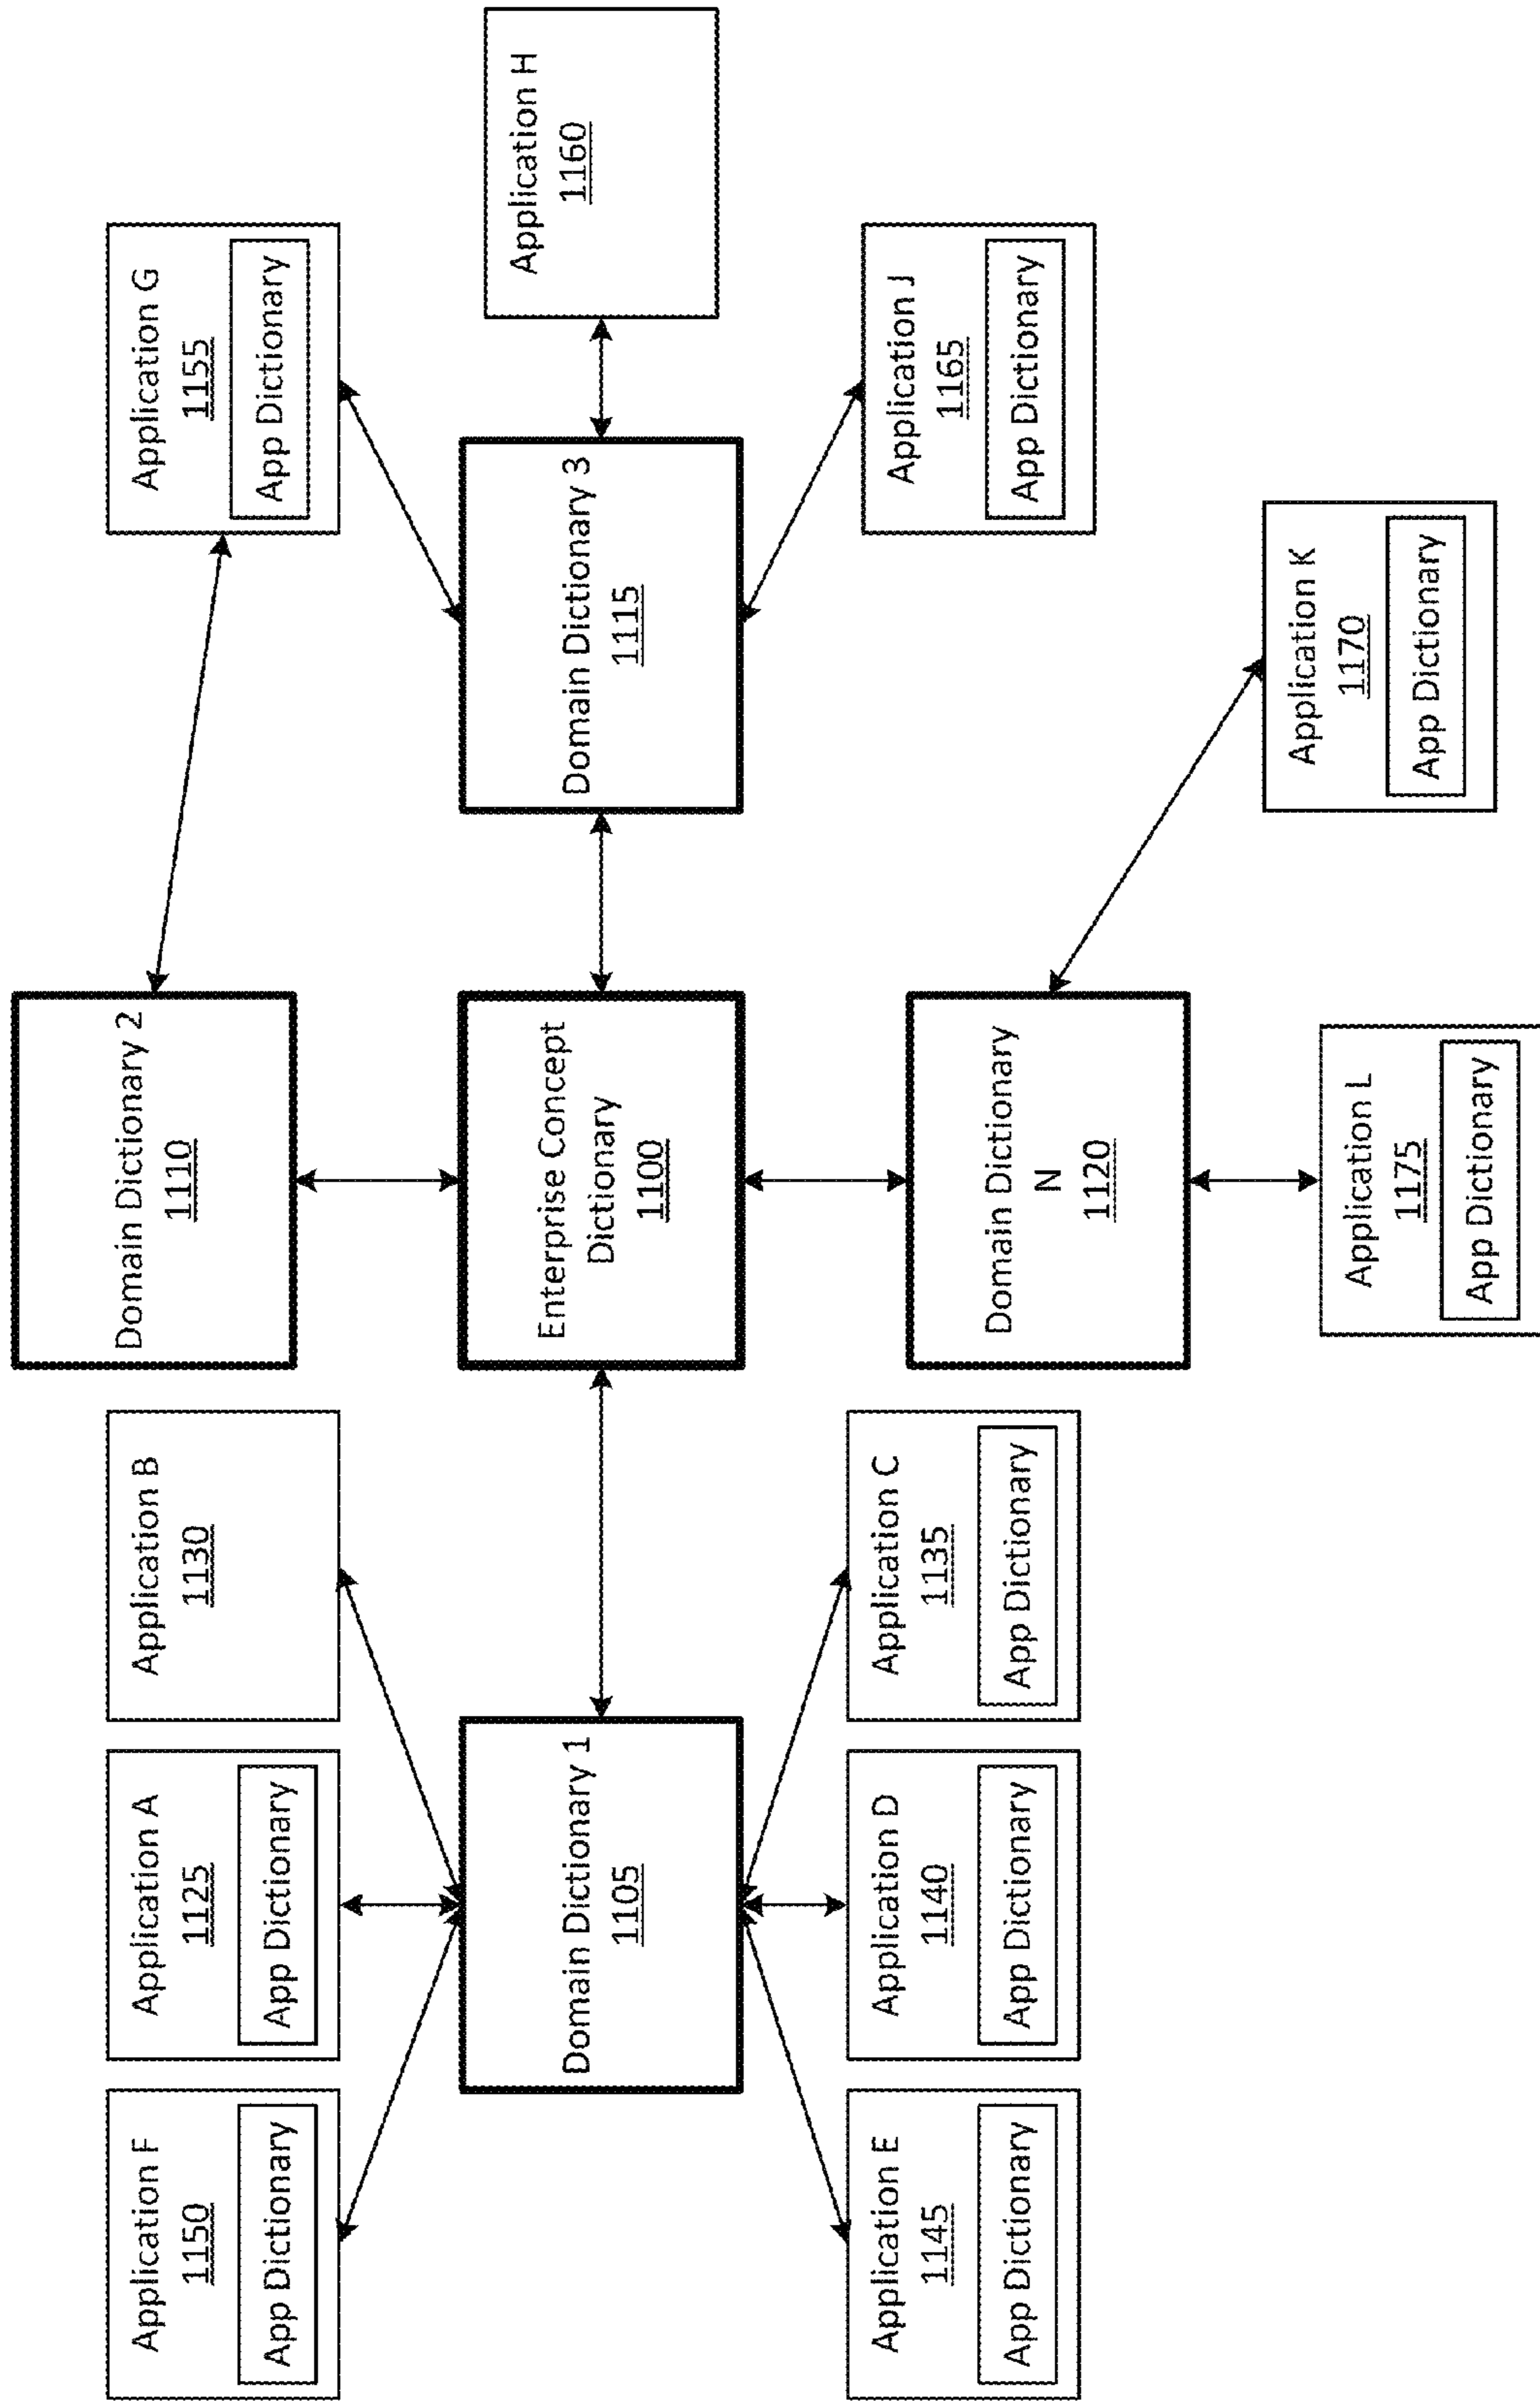 Application F
1150
App Dictionary
Application A
1125
App Dictionary
Application B
1130
Domain Dictionary 2
1110
Application G
1155
App Dictionary
Domain Dictionary 1
1105
Enterprise Concept
Dictionary
1100
Domain Dictionary 3
1115
Application H
1160
Application E
1145
App Dictionary
Application D
1140
App Dictionary
Application C
1135
App Dictionary
Domain Dictionary
N
1120
Application J
1165
App Dictionary
Application L
1175
App Dictionary
Application K
1170
App Dictionary